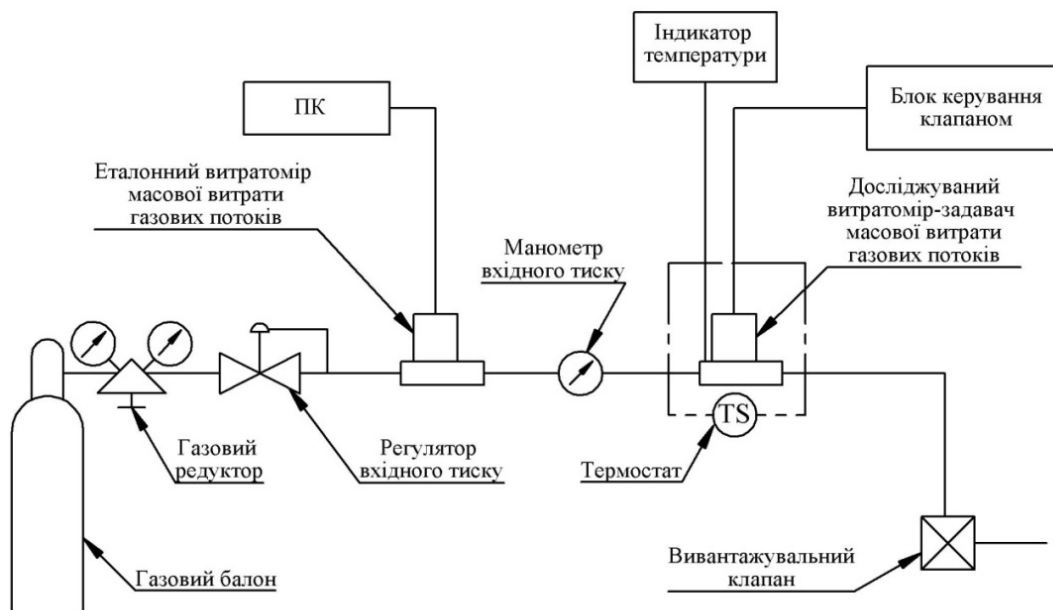 Індикатор
температури
ПК
Блок керування
клапаном
Еталонний витратомір
масової витрати
газових потоків
Досліджуваний
витратомір-задавач
масової витрати
газових потоків
Манометр
вхідного тиску
TS
Газовий
редуктор
Регулятор
вхідного тиску
Термостат
Газовий балон
Вивантажувальний
клапан